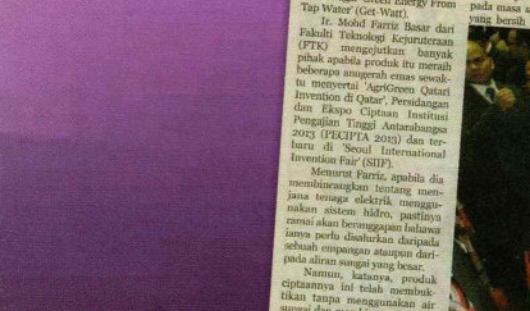 Green Energy From
Tap Water' (Get-Watt).
Ir. Mohd Farriz Basar dari
Fakulti Teknologi Kejuruteraan
(FTK) mengejutkan banyak
pihak apabila produk itu meraih
beberapa anugerah emas sewak-
tu menyertai 'AgriGreen Qatari
Invention di Qatar', Persidangan
dan Ekspo Ciptaan Institusi
Pengajian Tinggi Antarabangsa
2013 (PECIPTA 2013) dan ter-
baru di 'Seoul International
Invention Fair' (SIIF).
Menurut Farriz, apabila dia
membincangkan tentang men-
jana tenaga elektrik menggu-
nakan sistem hidro, pastinya
ramai akan beranggapan bahawa
ianya perlu disalurkan daripada
sebuah empangan ataupun dari-
pada aliran sungai yang besar.
Namun, katanya, produk
ciptaannya ini telah membuk-
tikan tanpa menggunakan air
sungai dan
pada masa
yang bersih